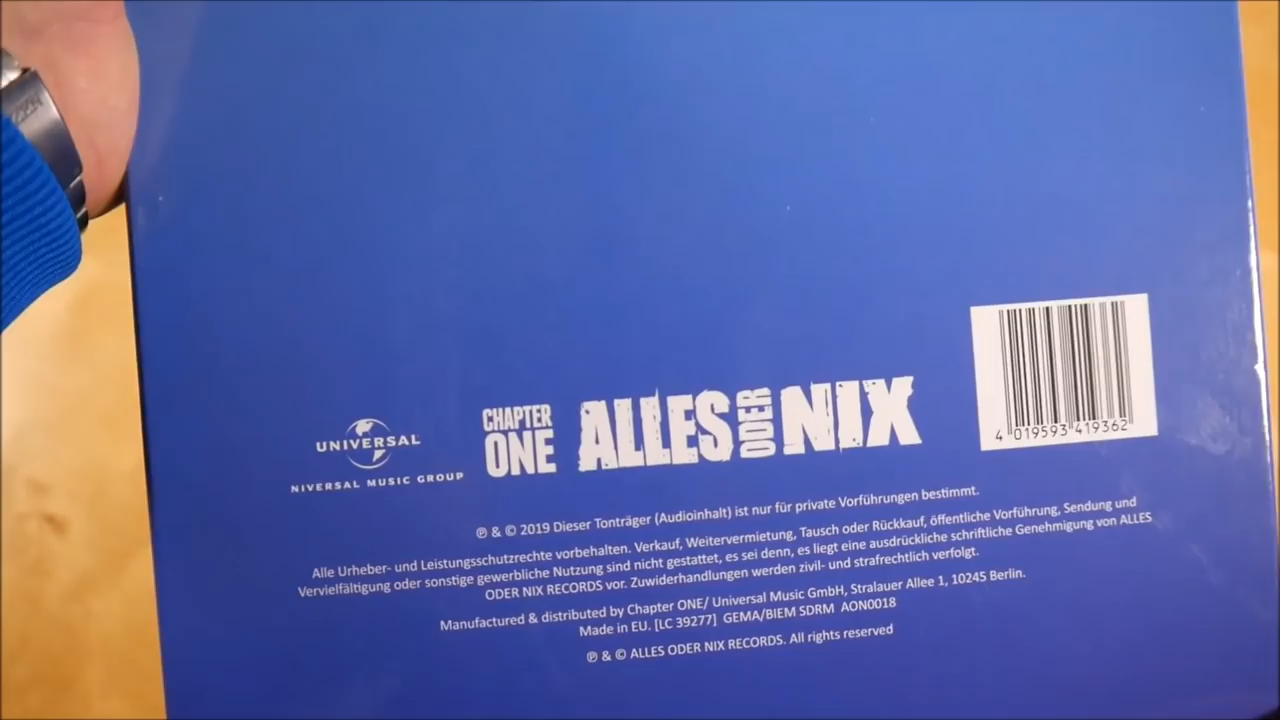 UNIVERSAL
NIVERSAL MUSIC GROUP
CHAPTER
ONE
ALLES ODER NIX
4 019593 419362
℗ & © 2019 Dieser Tonträger (Audioinhalt) ist nur für private Vorführungen bestimmt.
Alle Urheber- und Leistungsschutzrechte vorbehalten. Verkauf, Weitervermietung, Tausch oder Rückkauf, öffentliche Vorführung, Sendung und
Vervielfältigung oder sonstige gewerbliche Nutzung sind nicht gestattet, es sei denn, es liegt eine ausdrückliche schriftliche Genehmigung von ALLES
ODER NIX RECORDS vor. Zuwiderhandlungen werden zivil- und strafrechtlich verfolgt.
Manufactured & distributed by Chapter ONE/ Universal Music GmbH, Stralauer Allee 1, 10245 Berlin.
Made in EU. [LC 39277] GEMA/BIEM SDRM AON0018
℗ & © ALLES ODER NIX RECORDS. All rights reserved